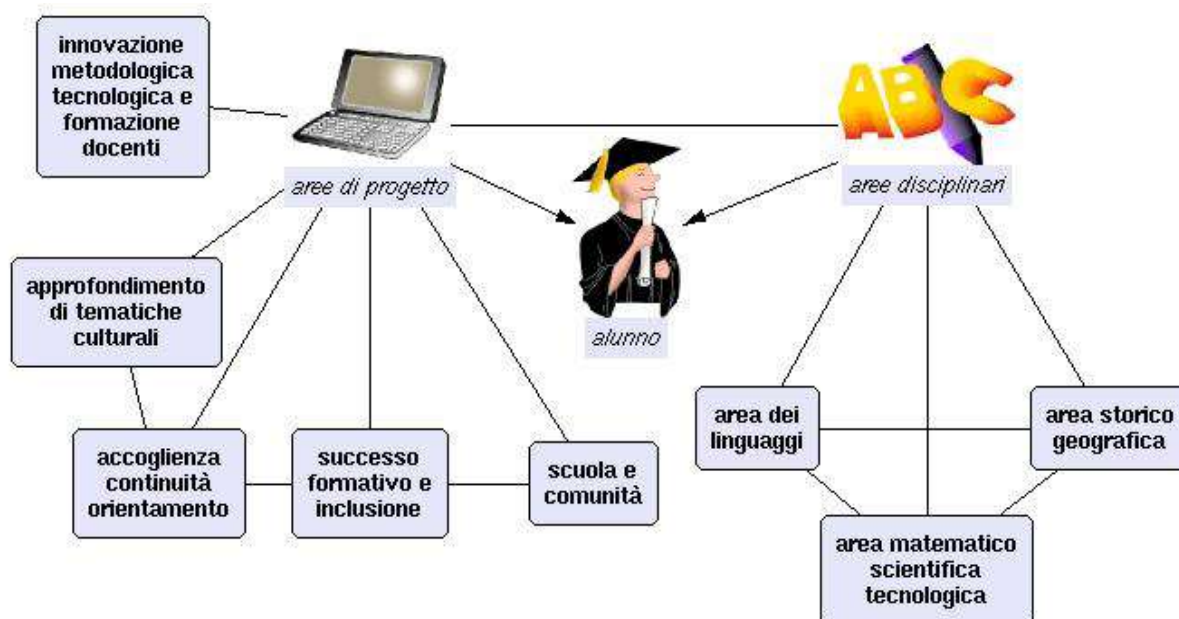 innovazione
metodologica
tecnologica e
formazione
docenti
aree di progetto
ABC
aree disciplinari
alunno
approfondimento
di tematiche
culturali
accoglienza
continuità
orientamento
successo
formativo e
inclusione
scuola e
comunità
area dei
linguaggi
area storico
geografica
area matematico
scientifica
tecnologica